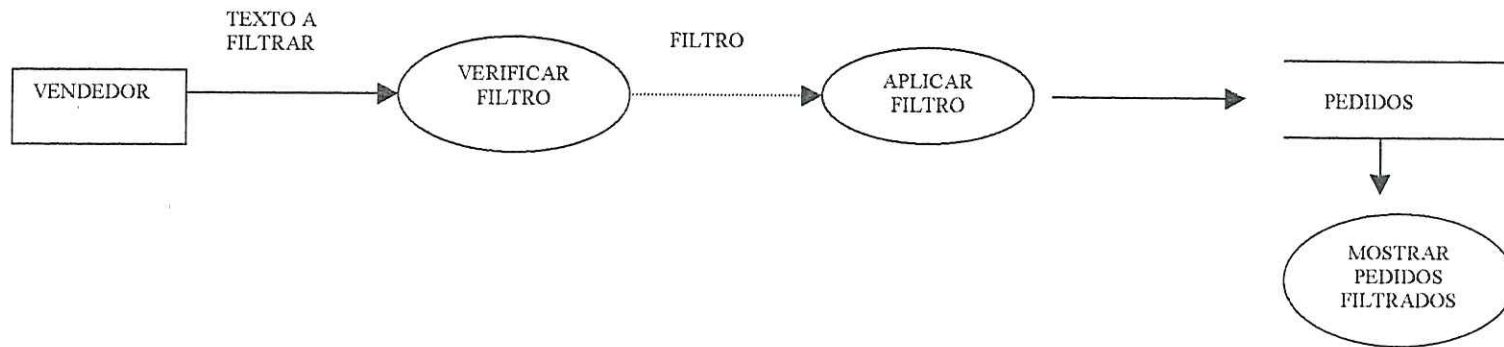 TEXTO A
FILTRAR
VENDEDOR
VERIFICAR
FILTRO
FILTRO
APLICAR
FILTRO
PEDIDOS
MOSTRAR
PEDIDOS
FILTRADOS